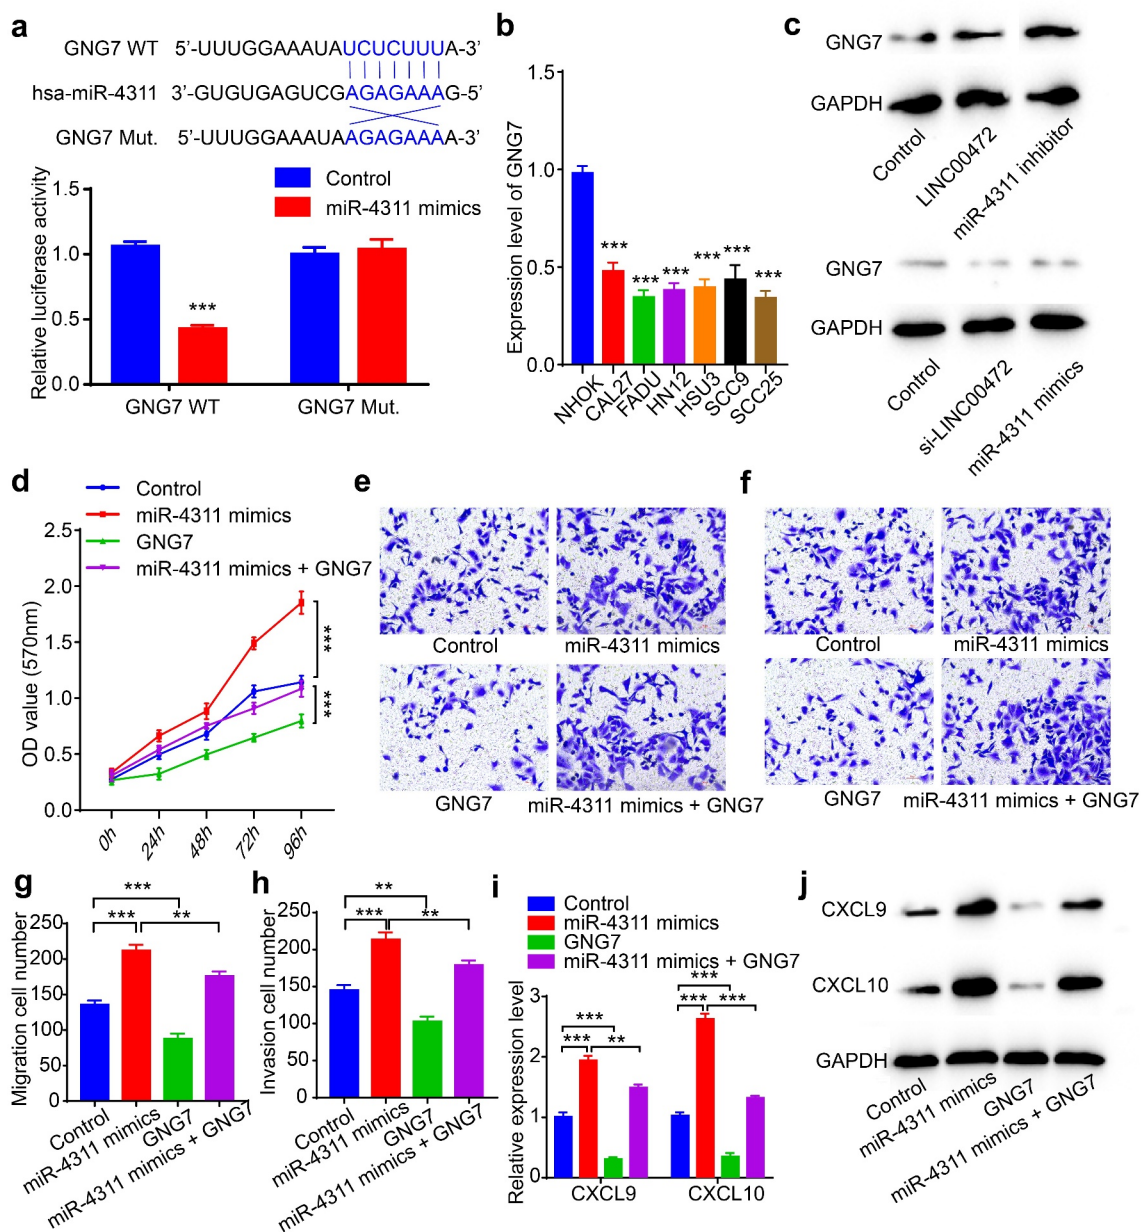 a
GNG7 WT 5’-UUUGGAAAUAUCUCUUUA-3’
hsa-miR-4311 3’-GUGUGAGUCGAGAGAAAG-5’
GNG7 Mut. 5’-UUUGGAAAUAAGAGAAAA-3’
Control
miR-4311 mimics
Relative luciferase activity
1.5
1.0
0.5
0.0
***
GNG7 WT GNG7 Mut.
b
Expression level of GNG7
1.5
1.0
0.5
0.0
*** *** *** *** *** ***
NHOK CAL27 FADU HN12 HSU3 SCC9 SCC25
c
GNG7
GAPDH
Control LINC00472 miR-4311 inhibitor
GNG7
GAPDH
Control si-LINC00472 miR-4311 mimics
d
Control
miR-4311 mimics
GNG7
miR-4311 mimics + GNG7
OD value (570nm)
2.5
2.0
1.5
1.0
0.5
0.0
***
***
0h 24h 48h 72h 96h
e
Control miR-4311 mimics
GNG7 miR-4311 mimics + GNG7
f
Control miR-4311 mimics
GNG7 miR-4311 mimics + GNG7
g
Migration cell number
250
200
150
100
50
0
***
*** **
Control miR-4311 mimics GNG7 miR-4311 mimics + GNG7
h
Invasion cell number
250
200
150
100
50
0
**
*** **
Control miR-4311 mimics GNG7 miR-4311 mimics + GNG7
i
Control
miR-4311 mimics
GNG7
miR-4311 mimics + GNG7
Relative expression level
3
2
1
0
***
*** **
***
*** ***
CXCL9 CXCL10
j
CXCL9
CXCL10
GAPDH
Control miR-4311 mimics GNG7 miR-4311 mimics + GNG7